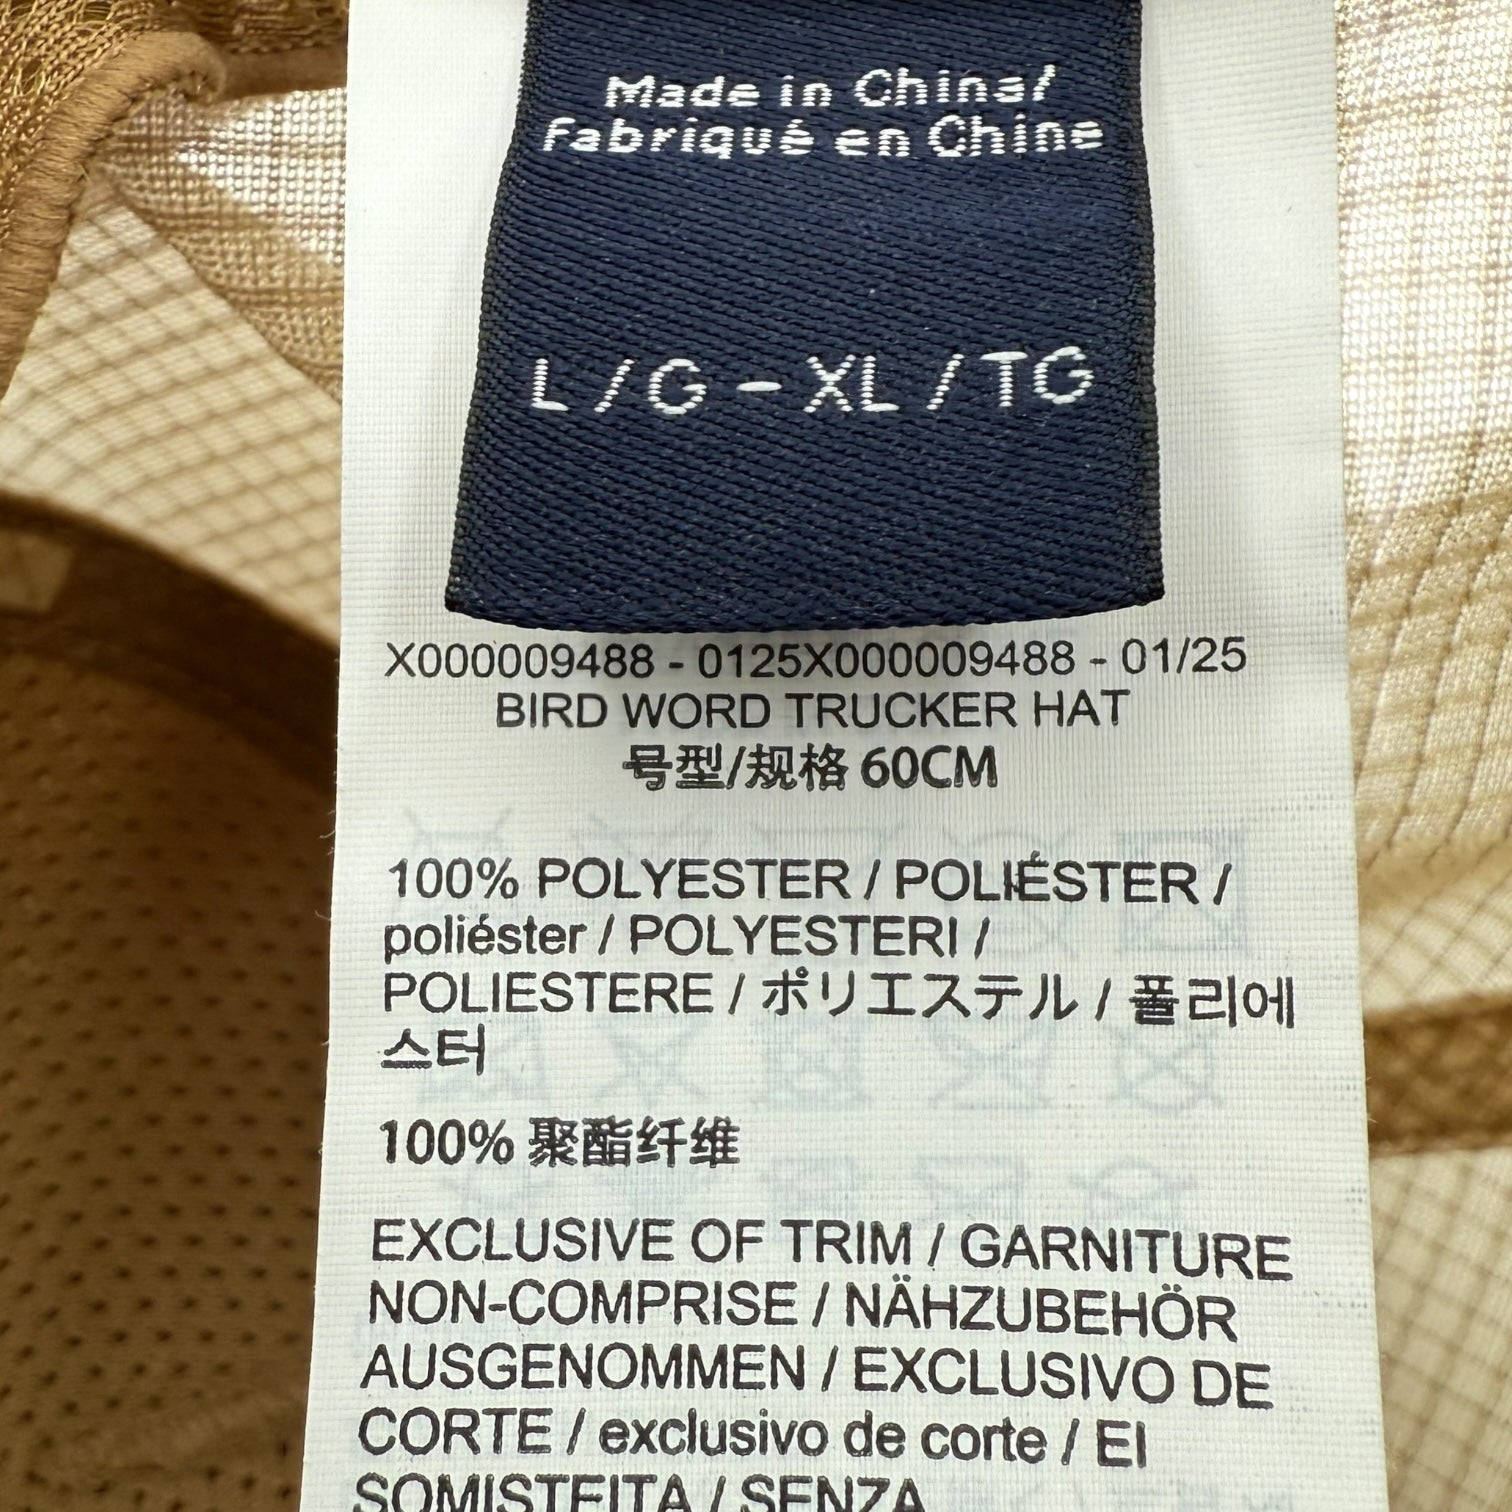 Made in China/
Fabriqué en Chine
L/G-XL/TG
X000009488 - 0125X000009488 - 01/25
BIRD WORD TRUCKER HAT
号型/规格 60CM
100% POLYESTER / POLIÉSTER /
poliéster / POLYESTERI /
POLIESTERE / ポリエステル / 폴리에
스터
100% 聚酯纤维
EXCLUSIVE OF TRIM / GARNITURE
NON-COMPRISE / NÄHZUBEHÖR
AUSGENOMMEN / EXCLUSIVO DE
CORTE / exclusivo de corte / EI
SOMISTEITA / SENZA